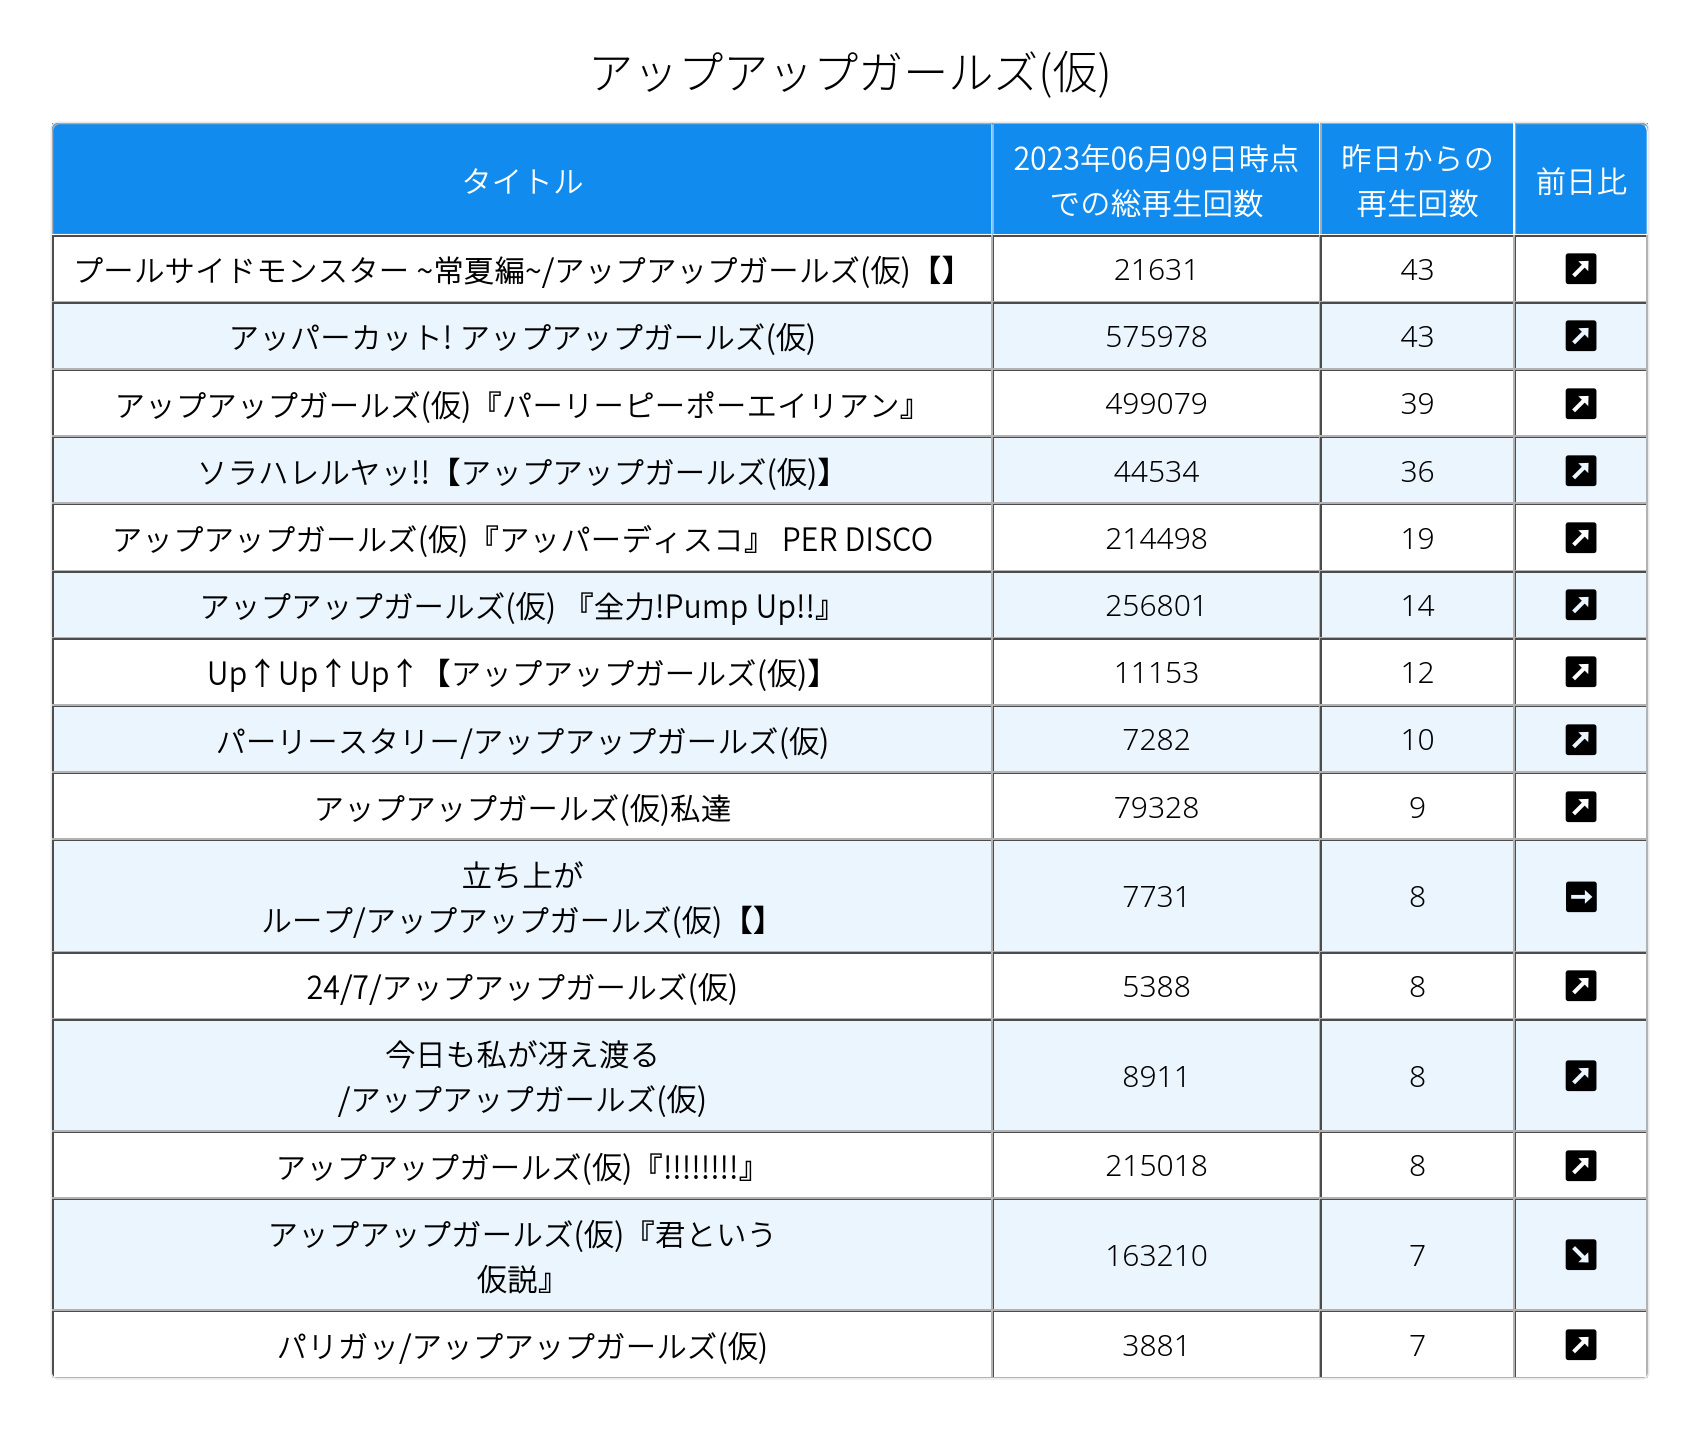 アップアップガールズ(仮)
タイトル
2023年06月09日時点
での総再生回数
昨日からの
再生回数
前日比
プールサイドモンスター ~常夏編~/アップアップガールズ(仮)【】 21631 43 ↗
アッパーカット! アップアップガールズ(仮) 575978 43 ↗
アップアップガールズ(仮)『パーリーピーポーエイリアン』 499079 39 ↗
ソラハレルヤッ!!【アップアップガールズ(仮)】 44534 36 ↗
アップアップガールズ(仮)『アッパーディスコ』 PER DISCO 214498 19 ↗
アップアップガールズ(仮) 『全力!Pump Up!!』 256801 14 ↗
Up↑Up↑Up↑【アップアップガールズ(仮)】 11153 12 ↗
パーリースタリー/アップアップガールズ(仮) 7282 10 ↗
アップアップガールズ(仮)私達 79328 9 ↗
立ち上が
ループ/アップアップガールズ(仮)【】 7731 8 →
24/7/アップアップガールズ(仮) 5388 8 ↗
今日も私が冴え渡る
/アップアップガールズ(仮) 8911 8 ↗
アップアップガールズ(仮)『!!!!!!!!』 215018 8 ↗
アップアップガールズ(仮)『君という
仮説』 163210 7 ↘
パリガッ/アップアップガールズ(仮) 3881 7 ↗